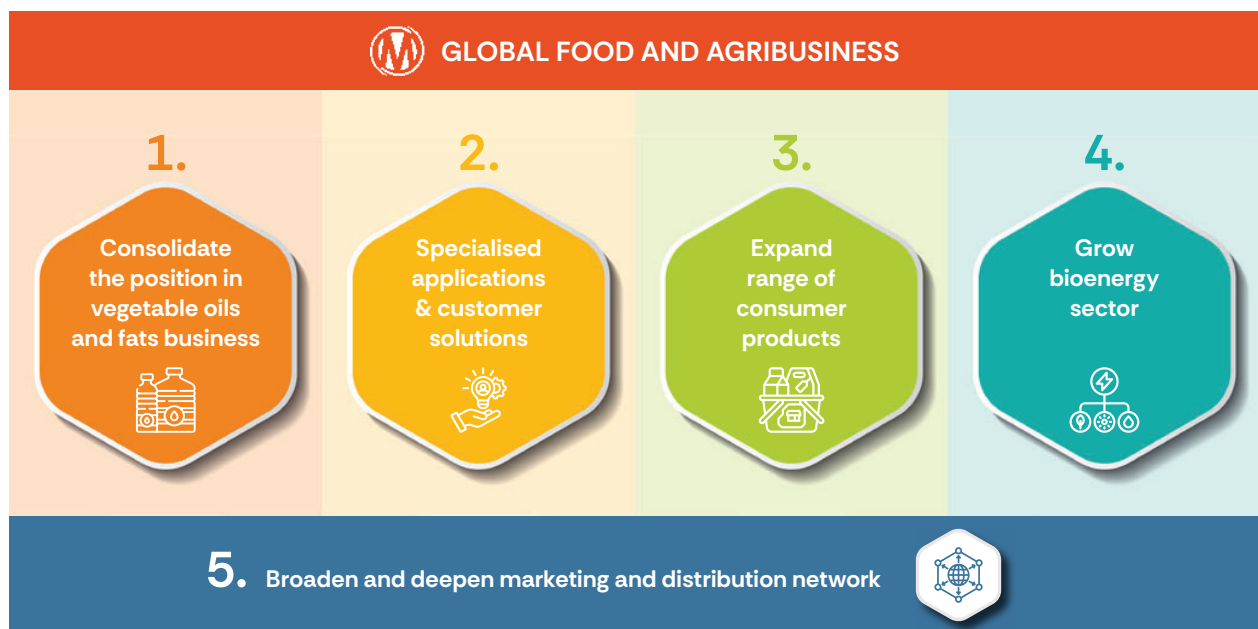 GLOBAL FOOD AND AGRIBUSINESS
1.
Consolidate
the position in
vegetable oils
and fats business
2.
Specialised
applications
& customer
solutions
3.
Expand
range of
consumer
products
4.
Grow
bioenergy
sector
5. Broaden and deepen marketing and distribution network